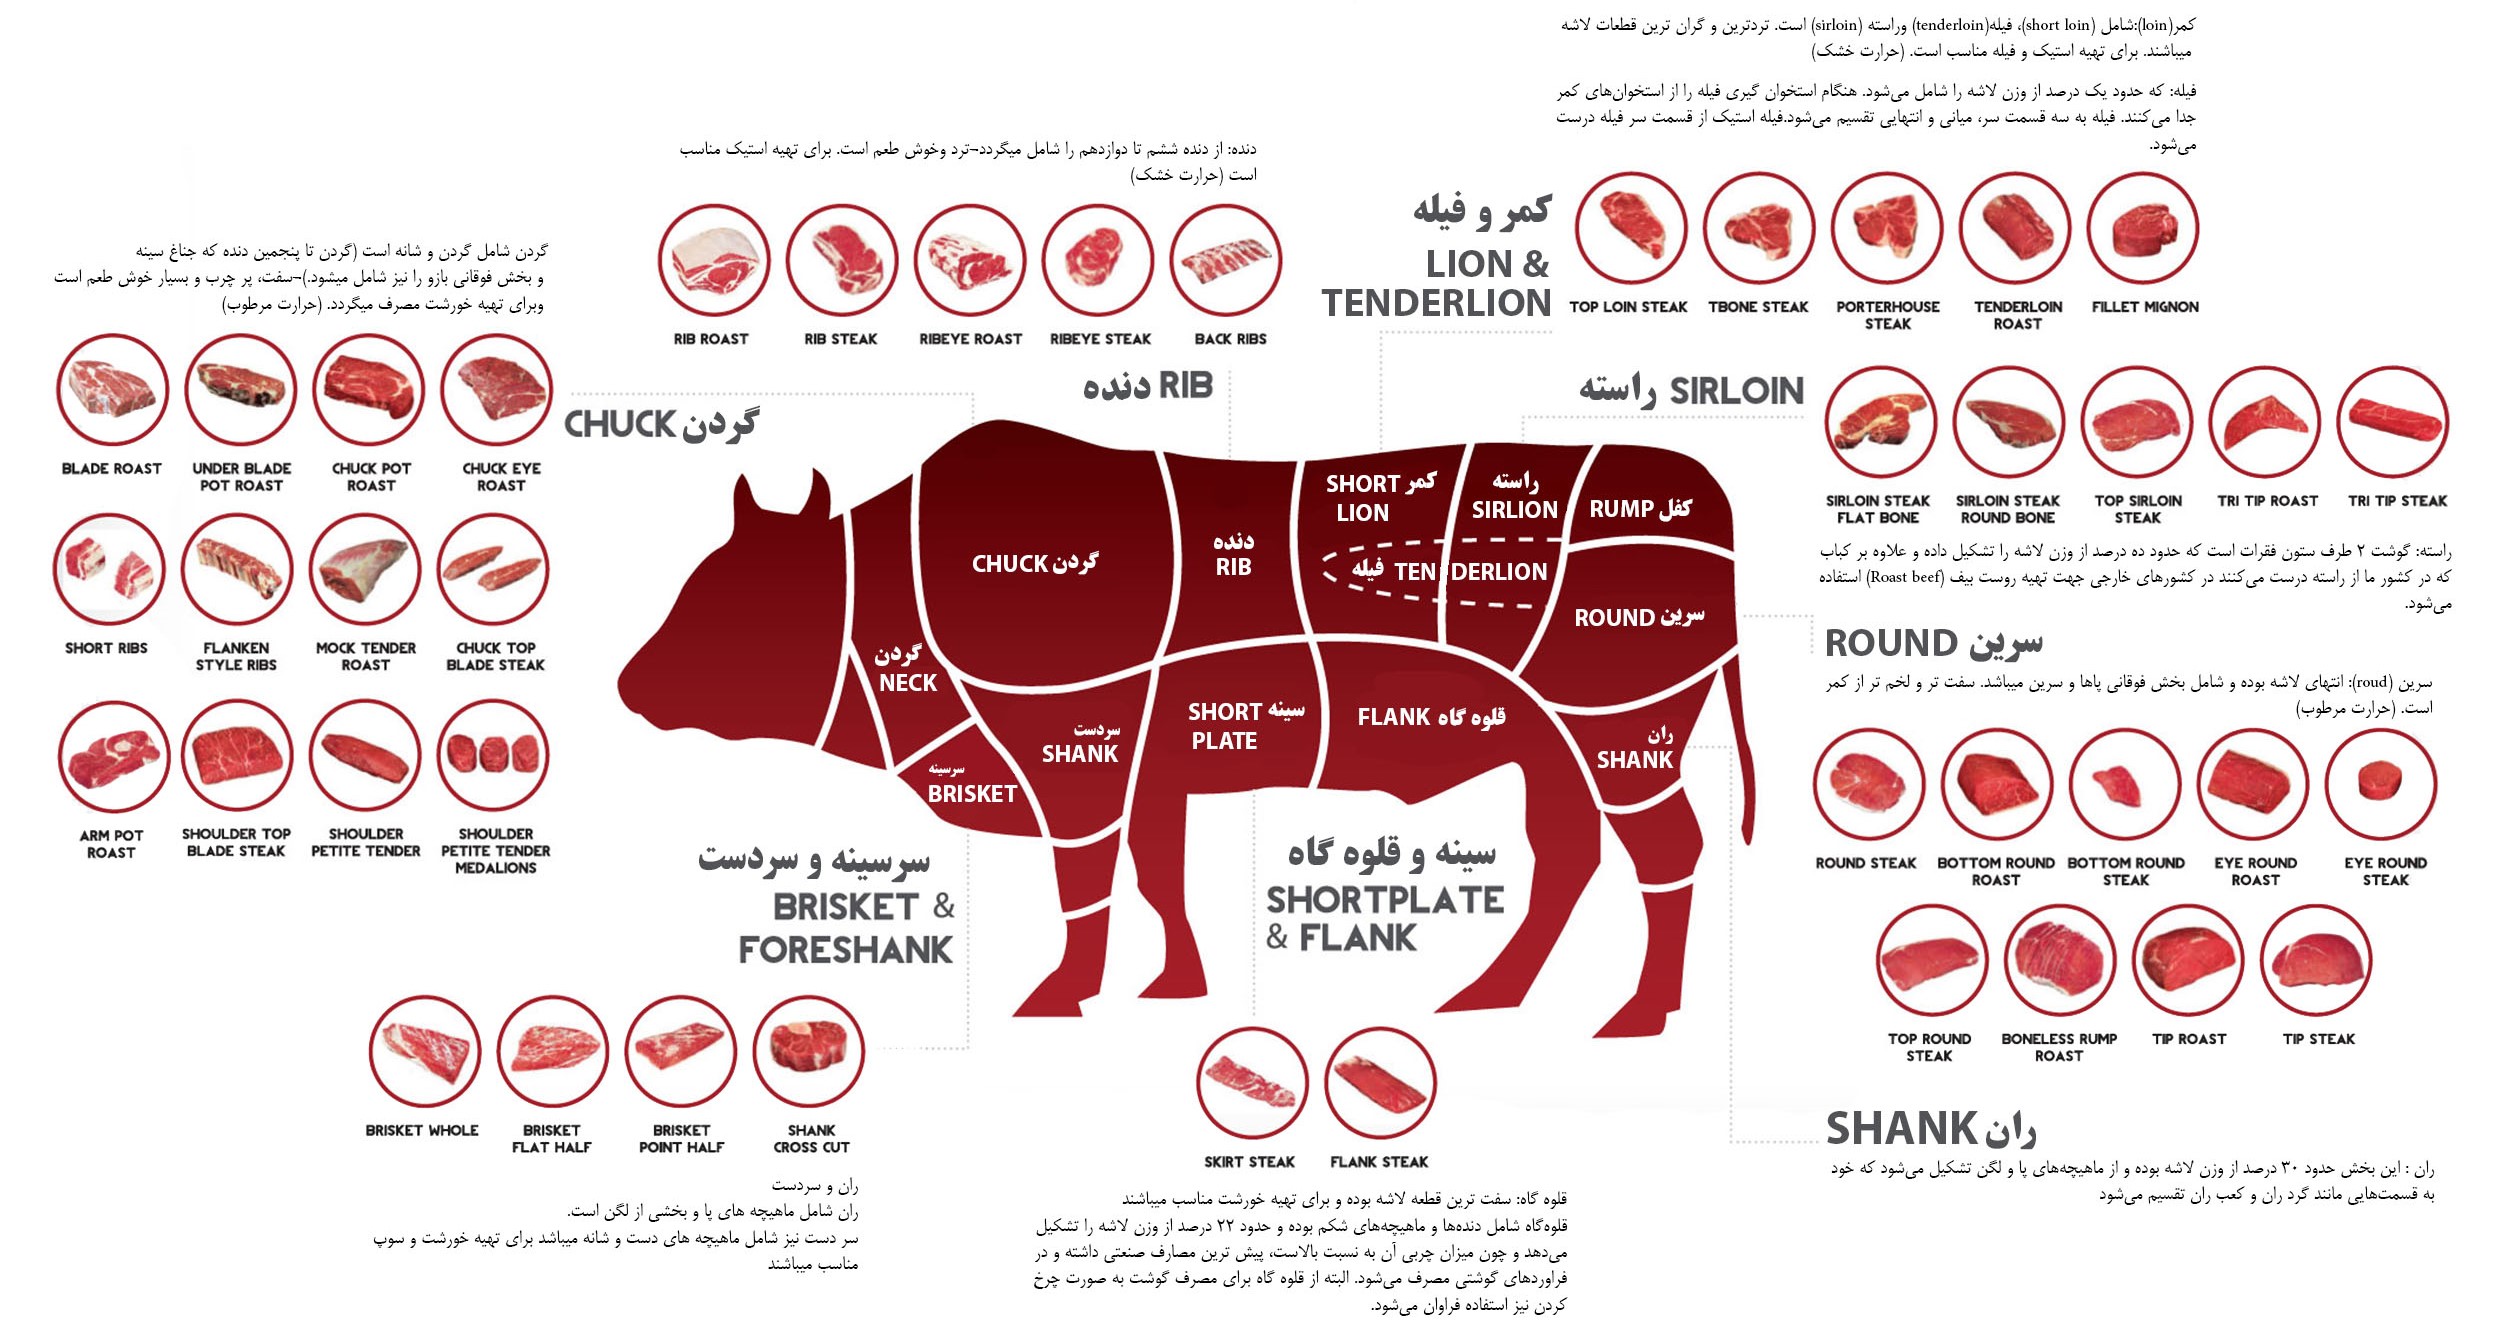 کمر(loin):شامل (short loin)، فیله(tenderloin) وراسته (sirloin) است. تردترین و گران ترین قطعات لاشه
میباشند. برای تهیه استیک و فیله مناسب است. (حرارت خشک)
فیله: که حدود یک درصد از وزن لاشه را شامل می‌شود. هنگام استخوان گیری فیله را از استخوان‌های کمر
جدا می‌کنند. فیله به سه قسمت سر، میانی و انتهایی تقسیم می‌شود.فیله استیک از قسمت سر فیله درست
می‌شود.
کمر و فیله
LION &
TENDERLION
TOP LOIN STEAK
TBONE STEAK
PORTERHOUSE
STEAK
TENDERLOIN
ROAST
FILLET MIGNON
دنده: از دنده ششم تا دوازدهم را شامل میگردد¬ترد وخوش طعم است. برای تهیه استیک مناسب
است (حرارت خشک)
RIB ROAST
RIB STEAK
RIBEYE ROAST
RIBEYE STEAK
BACK RIBS
دنده RIB
گردن شامل گردن و شانه است (گردن تا پنجمین دنده که جناغ سینه
و بخش فوقانی بازو را نیز شامل میشود.)¬سفت، پر چرب و بسیار خوش طعم است
وبرای تهیه خورشت مصرف میگردد. (حرارت مرطوب)
CHUCK گردن
BLADE ROAST
UNDER BLADE
POT ROAST
CHUCK POT
ROAST
CHUCK EYE
ROAST
SHORT RIBS
FLANKEN
STYLE RIBS
MOCK TENDER
ROAST
CHUCK TOP
BLADE STEAK
ARM POT
ROAST
SHOULDER TOP
BLADE STEAK
SHOULDER
PETITE TENDER
SHOULDER
PETITE TENDER
MEDALIONS
راسته SIRLOIN
SIRLOIN STEAK
FLAT BONE
SIRLOIN STEAK
ROUND BONE
TOP SIRLOIN
STEAK
TRI TIP ROAST
TRI TIP STEAK
راسته: گوشت ۲ طرف ستون فقرات است که حدود ده درصد از وزن لاشه را تشکیل داده و علاوه بر کباب
که در کشور ما از راسته درست می‌کنند در کشورهای خارجی جهت تهیه روست بیف (Roast beef) استفاده
می‌شود.
CHUCK گردن
دنده
RIB
SHORT کمر
LION
راسته
SIRLION
RUMP کفل
فیله TENDERLION
ROUND سرین
گردن
NECK
سرسینه
BRISKET
سردست
SHANK
SHORT سینه
PLATE
FLANK قلوه گاه
ران
SHANK
ROUND سرین
سرین (roud): انتهای لاشه بوده و شامل بخش فوقانی پاها و سرین میباشد. سفت تر و لخم تر از کمر
است. (حرارت مرطوب)
ROUND STEAK
BOTTOM ROUND
ROAST
BOTTOM ROUND
STEAK
EYE ROUND
ROAST
EYE ROUND
STEAK
TOP ROUND
STEAK
BONELESS RUMP
ROAST
TIP ROAST
TIP STEAK
SHANK ران
ران : این بخش حدود ۳۰ درصد از وزن لاشه بوده و از ماهیچه‌های پا و لگن تشکیل می‌شود که خود
به قسمت‌هایی مانند گرد ران و کعب ران تقسیم می‌شود
سرسینه و سردست
BRISKET &
FORESHANK
BRISKET WHOLE
BRISKET
FLAT HALF
BRISKET
POINT HALF
SHANK
CROSS CUT
ران و سردست
ران شامل ماهیچه های پا و بخشی از لگن است.
سر دست نیز شامل ماهیچه های دست و شانه میباشد برای تهیه خورشت و سوپ
مناسب میباشند
سینه و قلوه گاه
SHORTPLATE
& FLANK
SKIRT STEAK
FLANK STEAK
قلوه گاه: سفت ترین قطعه لاشه بوده و برای تهیه خورشت مناسب میباشند
قلوه‌گاه شامل دنده‌ها و ماهیچه‌های شکم بوده و حدود ۲۲ درصد از وزن لاشه را تشکیل
می‌دهد و چون میزان چربی آن به نسبت بالاست، پیش ترین مصارف صنعتی داشته و در
فراوردهای گوشتی مصرف می‌شود. البته از قلوه گاه برای مصرف گوشت به صورت چرخ
کردن نیز استفاده فراوان می‌شود.